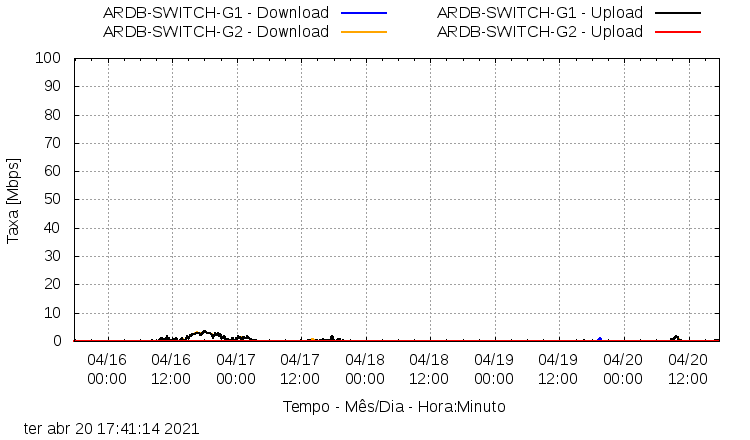 ARDB-SWITCH-G1 - Download ARDB-SWITCH-G1 - Upload
ARDB-SWITCH-G2 - Download ARDB-SWITCH-G2 - Upload
Taxa [Mbps]
100
90
80
70
60
50
40
30
20
10
0
04/16 04/16 04/17 04/17 04/18 04/18 04/19 04/19 04/20 04/20
00:00 12:00 00:00 12:00 00:00 12:00 00:00 12:00 00:00 12:00
Tempo - Mês/Dia - Hora:Minuto
ter abr 20 17:41:14 2021